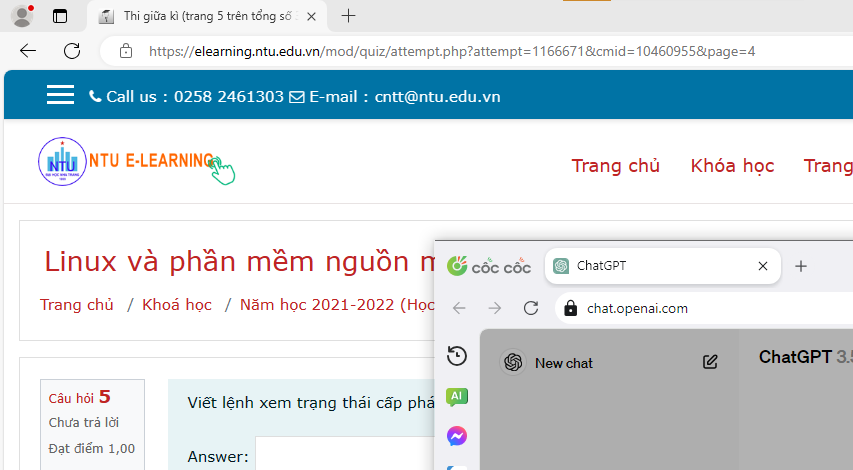 Thi giữa kì (trang 5 trên tổng số
https://elearning.ntu.edu.vn/mod/quiz/attempt.php?attempt=1166671&cmid=10460955&page=4
Call us : 0258 2461303 E-mail : cntt@ntu.edu.vn
NTU
NTU E-LEARNING
Trang chủ Khóa học Trang
Linux và phần mềm nguồn m
Trang chủ / Khoá học / Năm học 2021-2022 (Học
Câu hỏi 5
Chưa trả lời
Đạt điểm 1,00
Viết lệnh xem trạng thái cấp phá
Answer:
cốc cốc
ChatGPT
chat.openai.com
AI
New chat
ChatGPT 3.5